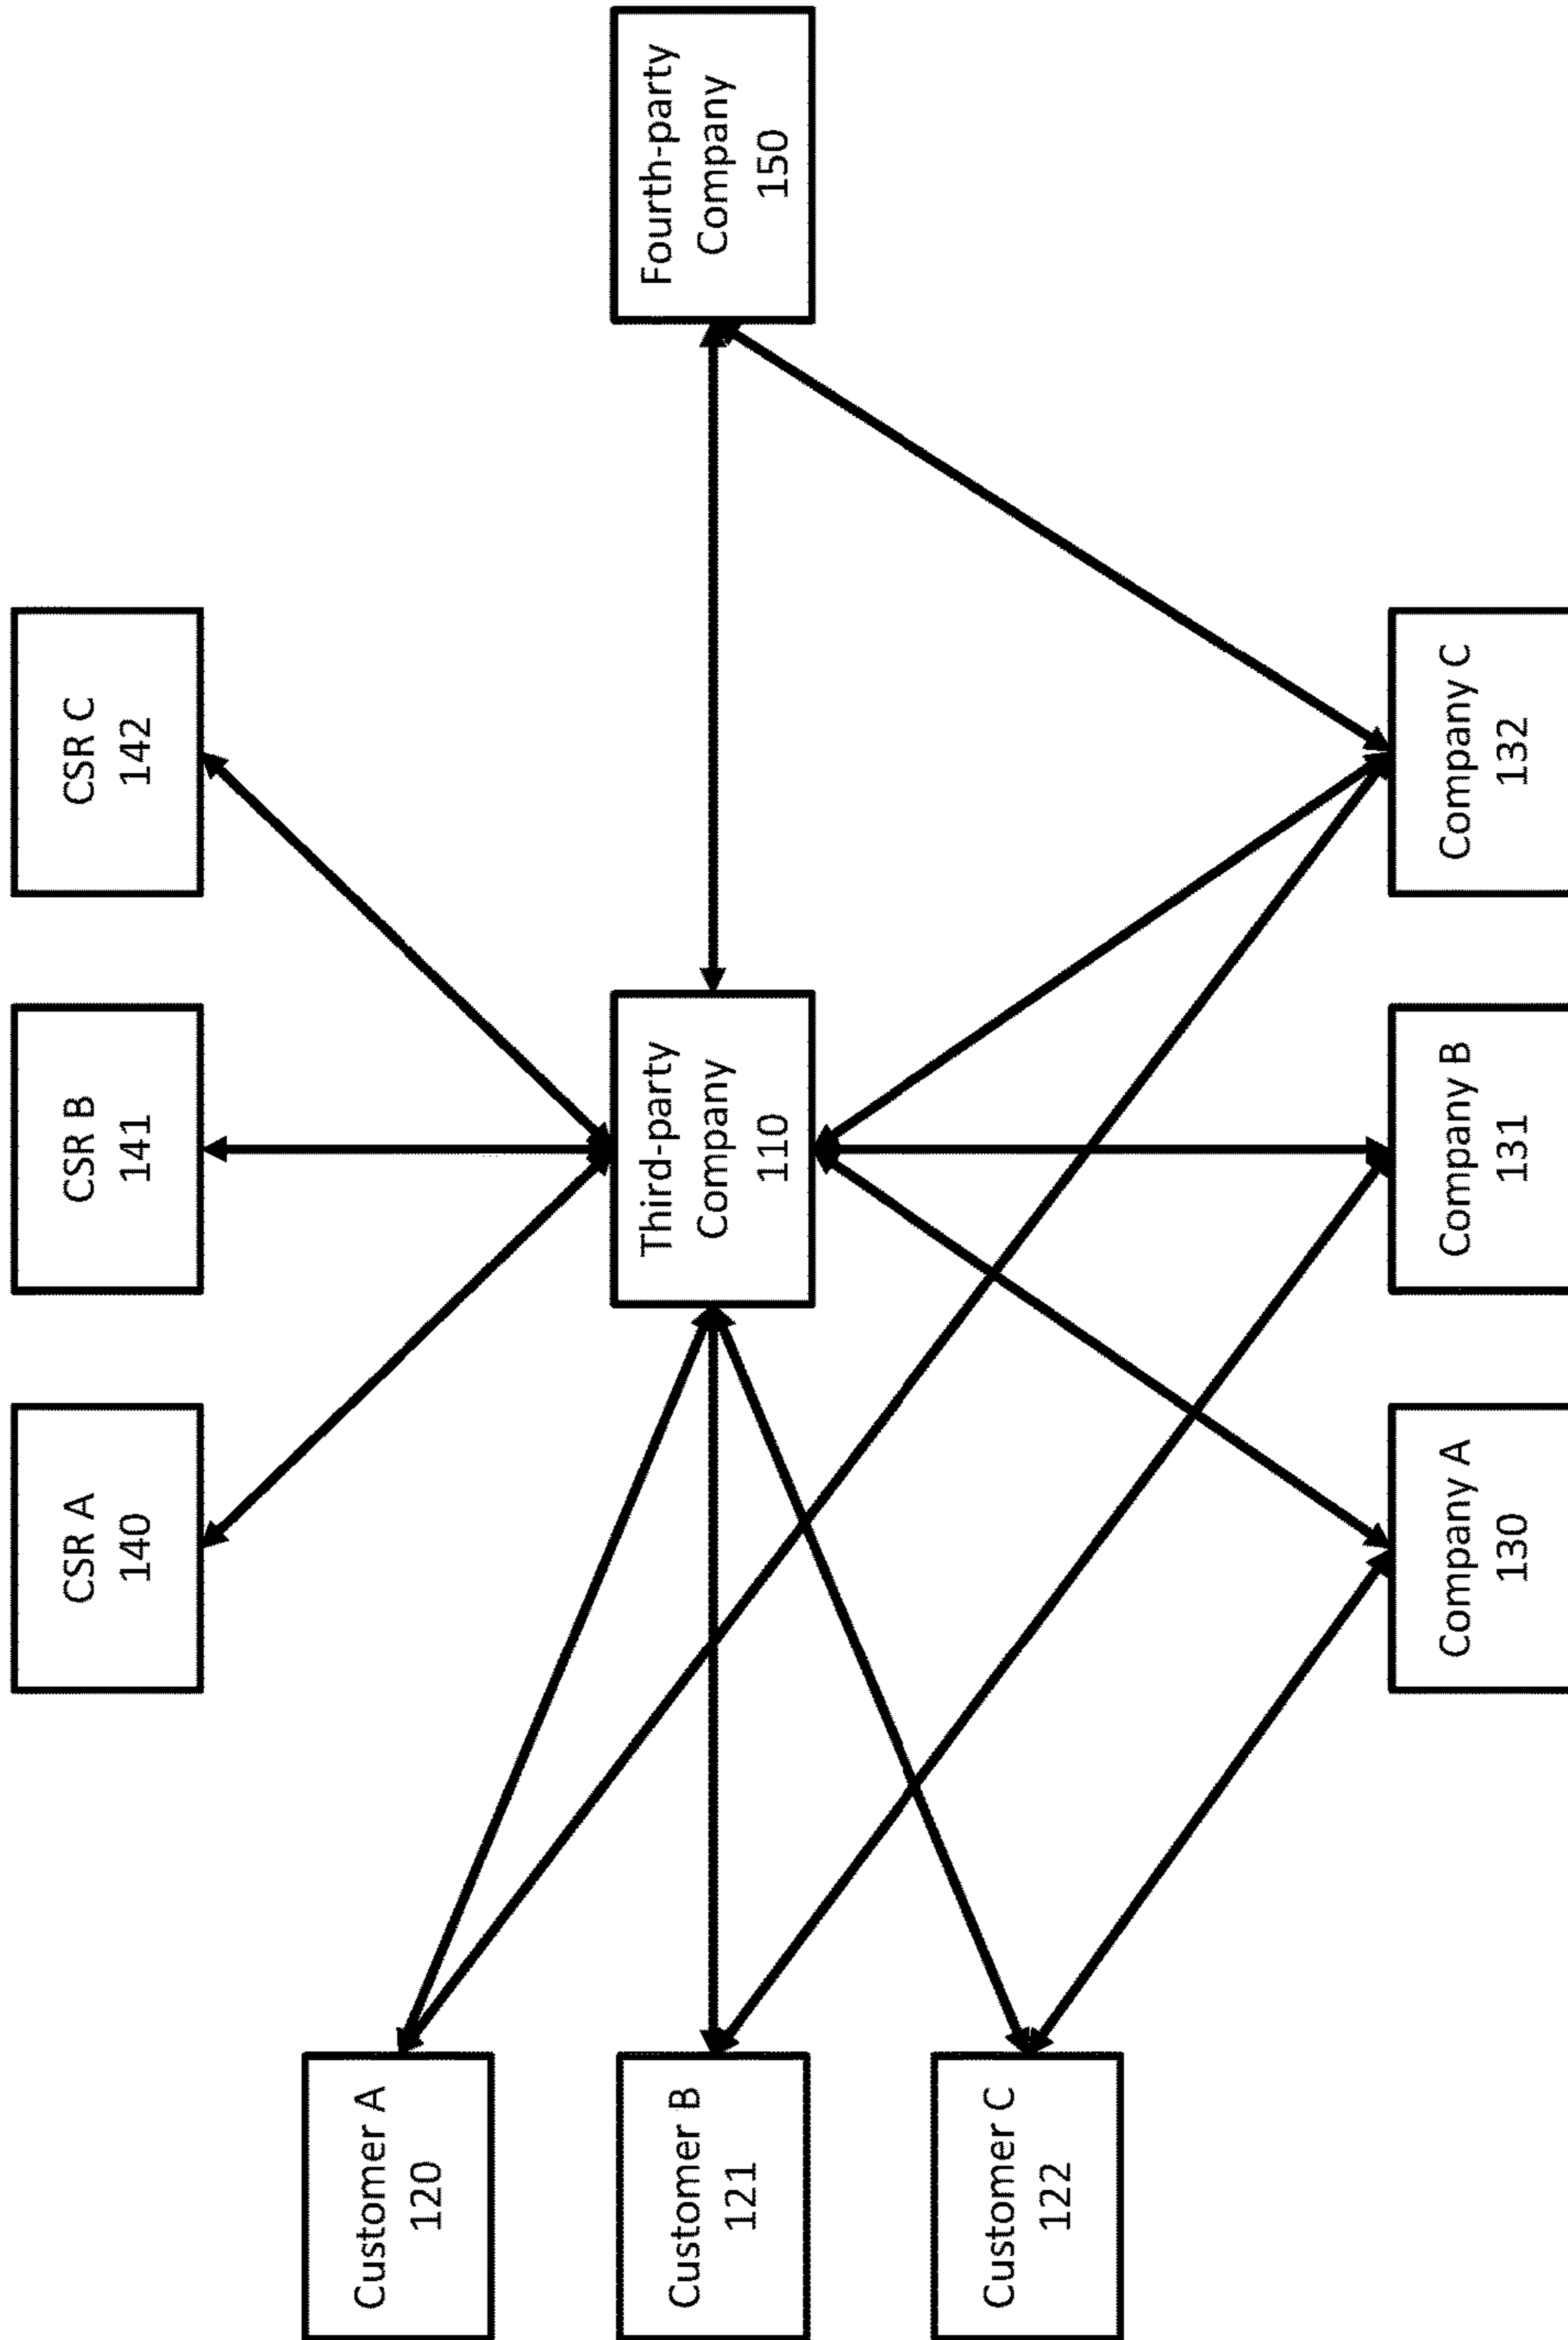 CSR A
140
CSR B
141
CSR C
142
Customer A
120
Customer B
121
Customer C
122
Third-party
Company
110
Fourth-party
Company
150
Company A
130
Company B
131
Company C
132